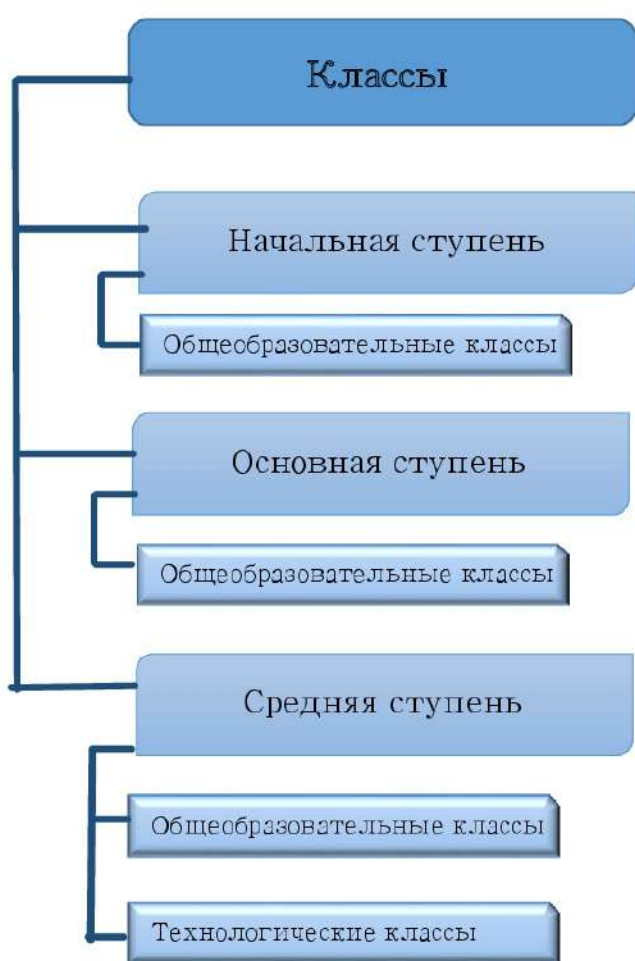 Классы
Начальная ступень
Общеобразовательные классы
Основная ступень
Общеобразовательные классы
Средняя ступень
Общеобразовательные классы
Технологические классы